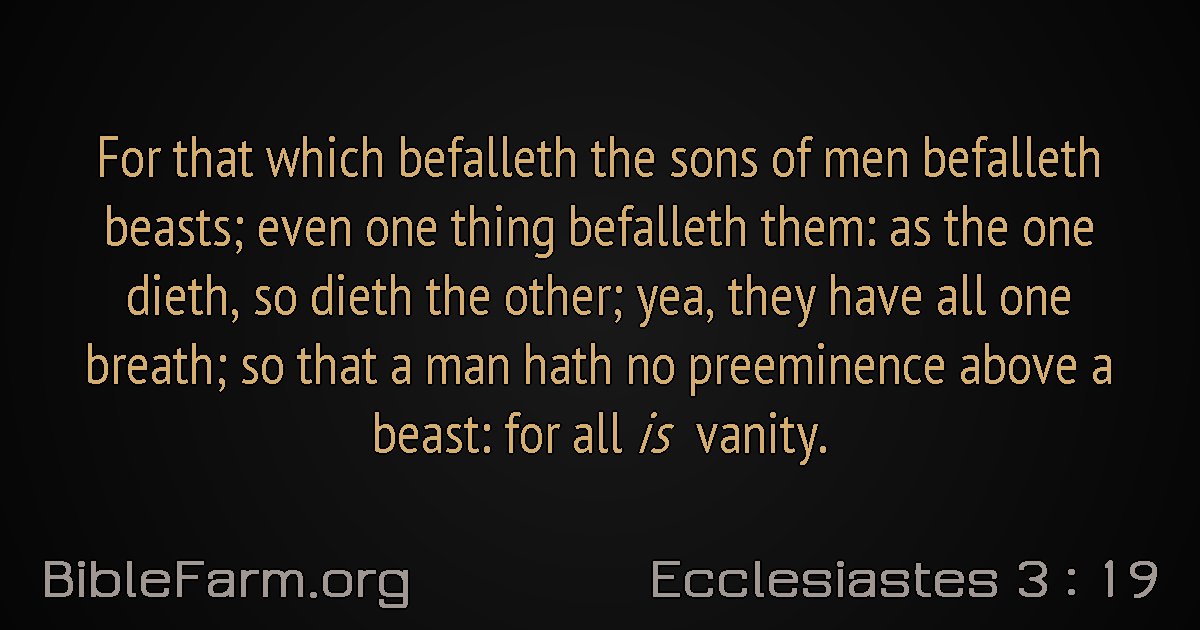 For that which befalleth the sons of men befalleth
beasts; even one thing befalleth them: as the one
dieth, so dieth the other; yea, they have all one
breath; so that a man hath no preeminence above a
beast: for all is vanity.
BibleFarm.org
Ecclesiastes 3 : 19